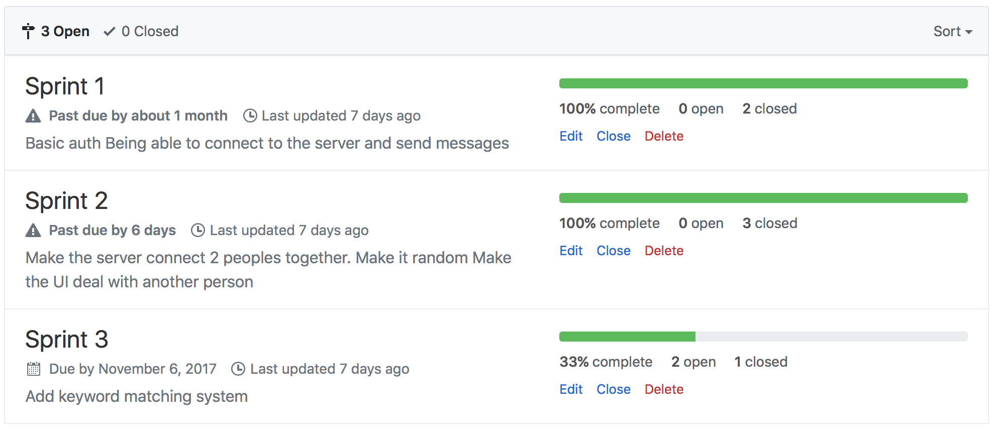 3 Open 0 Closed Sort
Sprint 1
Past due by about 1 month Last updated 7 days ago
Basic auth Being able to connect to the server and send messages
100% complete 0 open 2 closed
Edit Close Delete
Sprint 2
Past due by 6 days Last updated 7 days ago
Make the server connect 2 peoples together. Make it random Make
the UI deal with another person
100% complete 0 open 3 closed
Edit Close Delete
Sprint 3
Due by November 6, 2017 Last updated 7 days ago
Add keyword matching system
33% complete 2 open 1 closed
Edit Close Delete